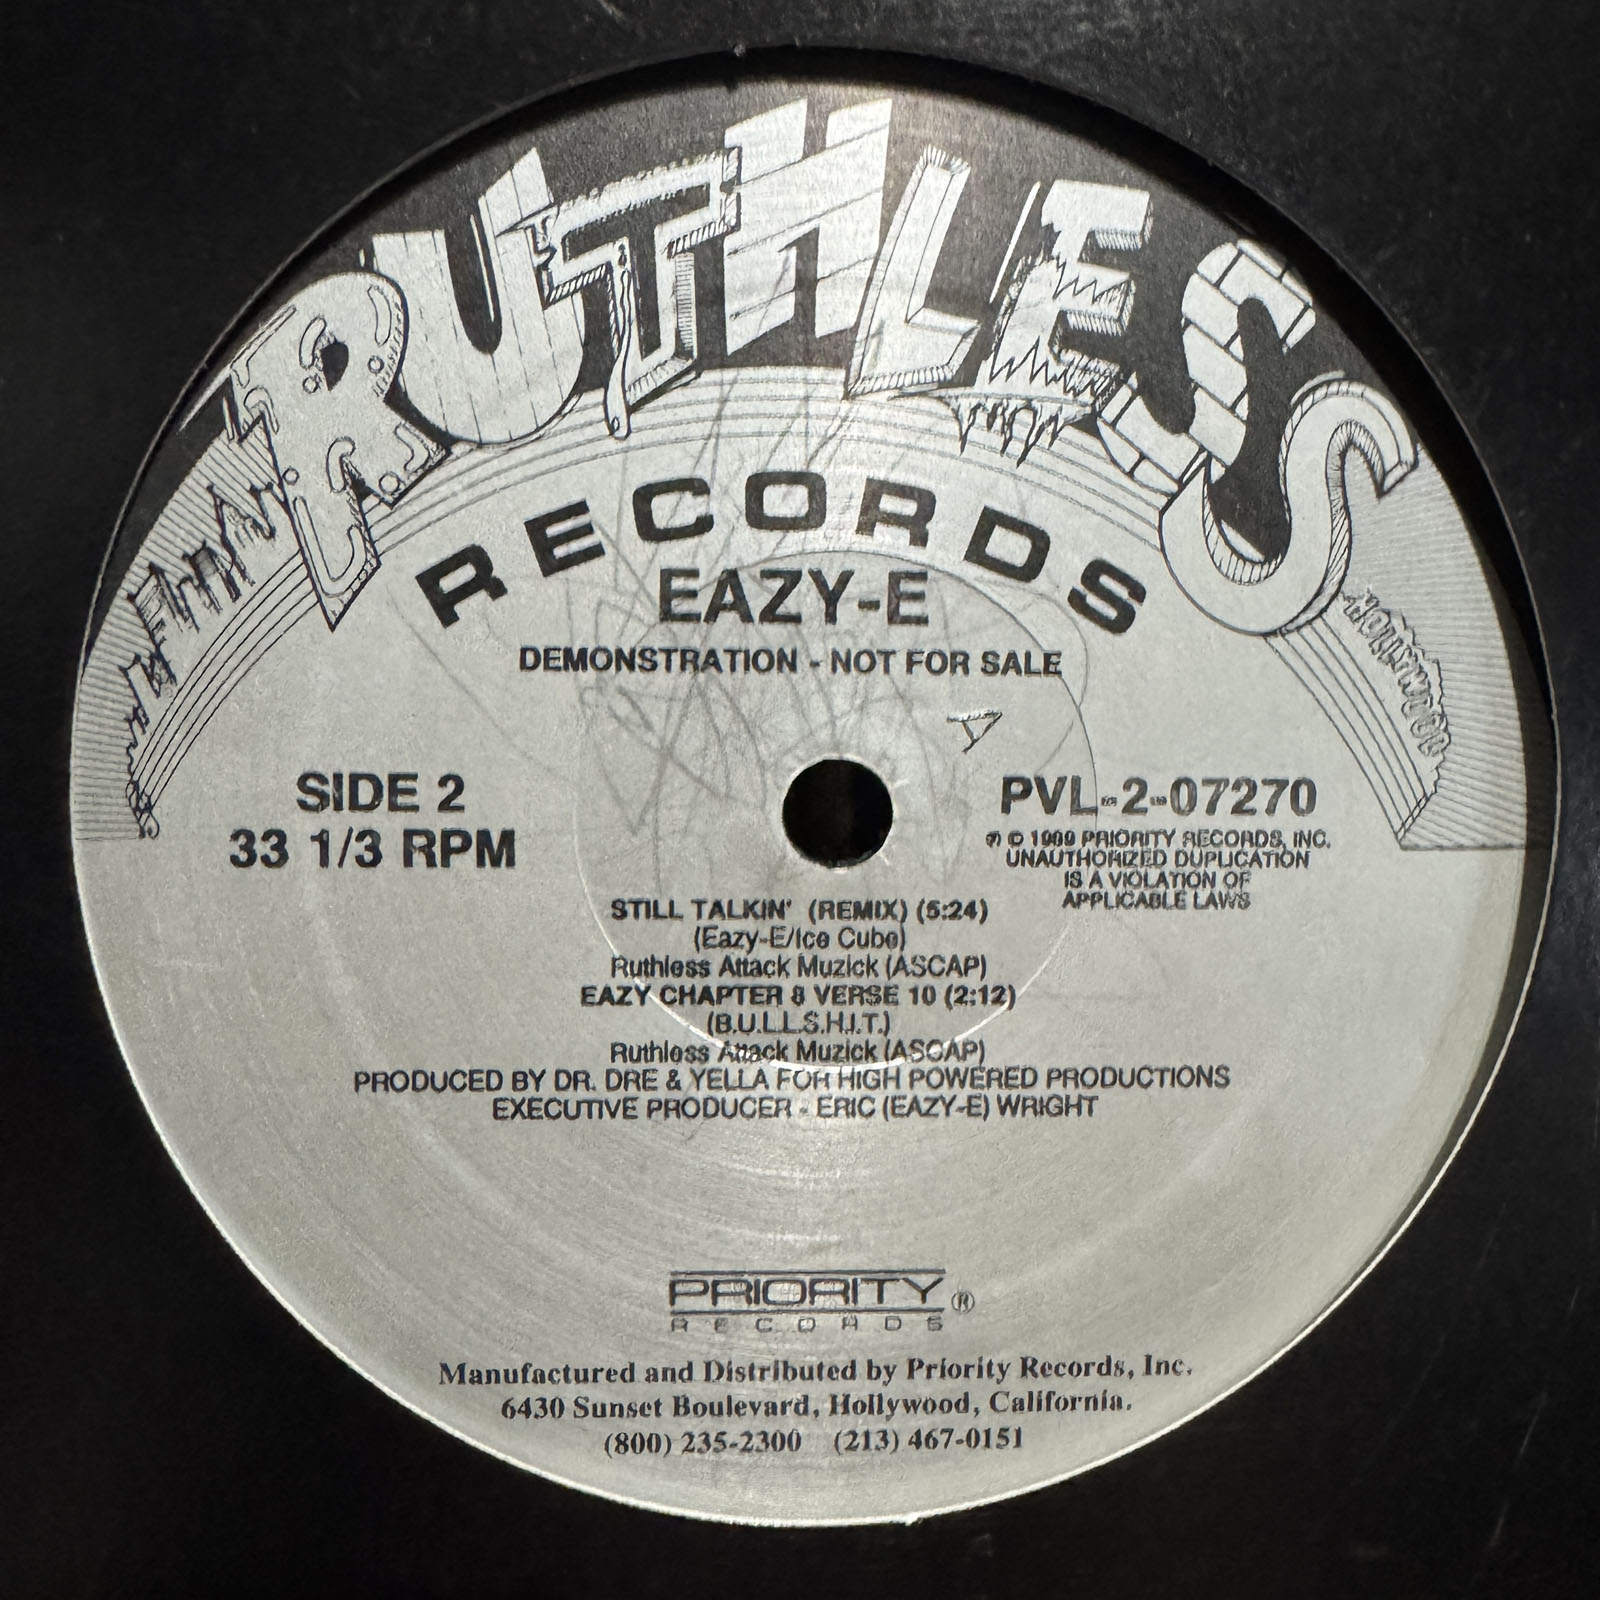 RUTHLESS
RECORDS
HOLLYWOOD
EAZY-E
DEMONSTRATION - NOT FOR SALE
A
SIDE 2
33 1/3 RPM
PVL-2-07270
℗ © 1989 PRIORITY RECORDS, INC.
UNAUTHORIZED DUPLICATION
IS A VIOLATION OF
APPLICABLE LAWS
STILL TALKIN' (REMIX) (5:24)
(Eazy-E/Ice Cube)
Ruthless Attack Muzick (ASCAP)
EAZY CHAPTER 8 VERSE 10 (2:12)
(B.U.L.L.S.H.I.T.)
Ruthless Attack Muzick (ASCAP)
PRODUCED BY DR. DRE & YELLA FOR HIGH POWERED PRODUCTIONS
EXECUTIVE PRODUCER - ERIC (EAZY-E) WRIGHT
PRIORITY ®
RECORDS
Manufactured and Distributed by Priority Records, Inc.
6430 Sunset Boulevard, Hollywood, California.
(800) 235-2300 (213) 467-0151